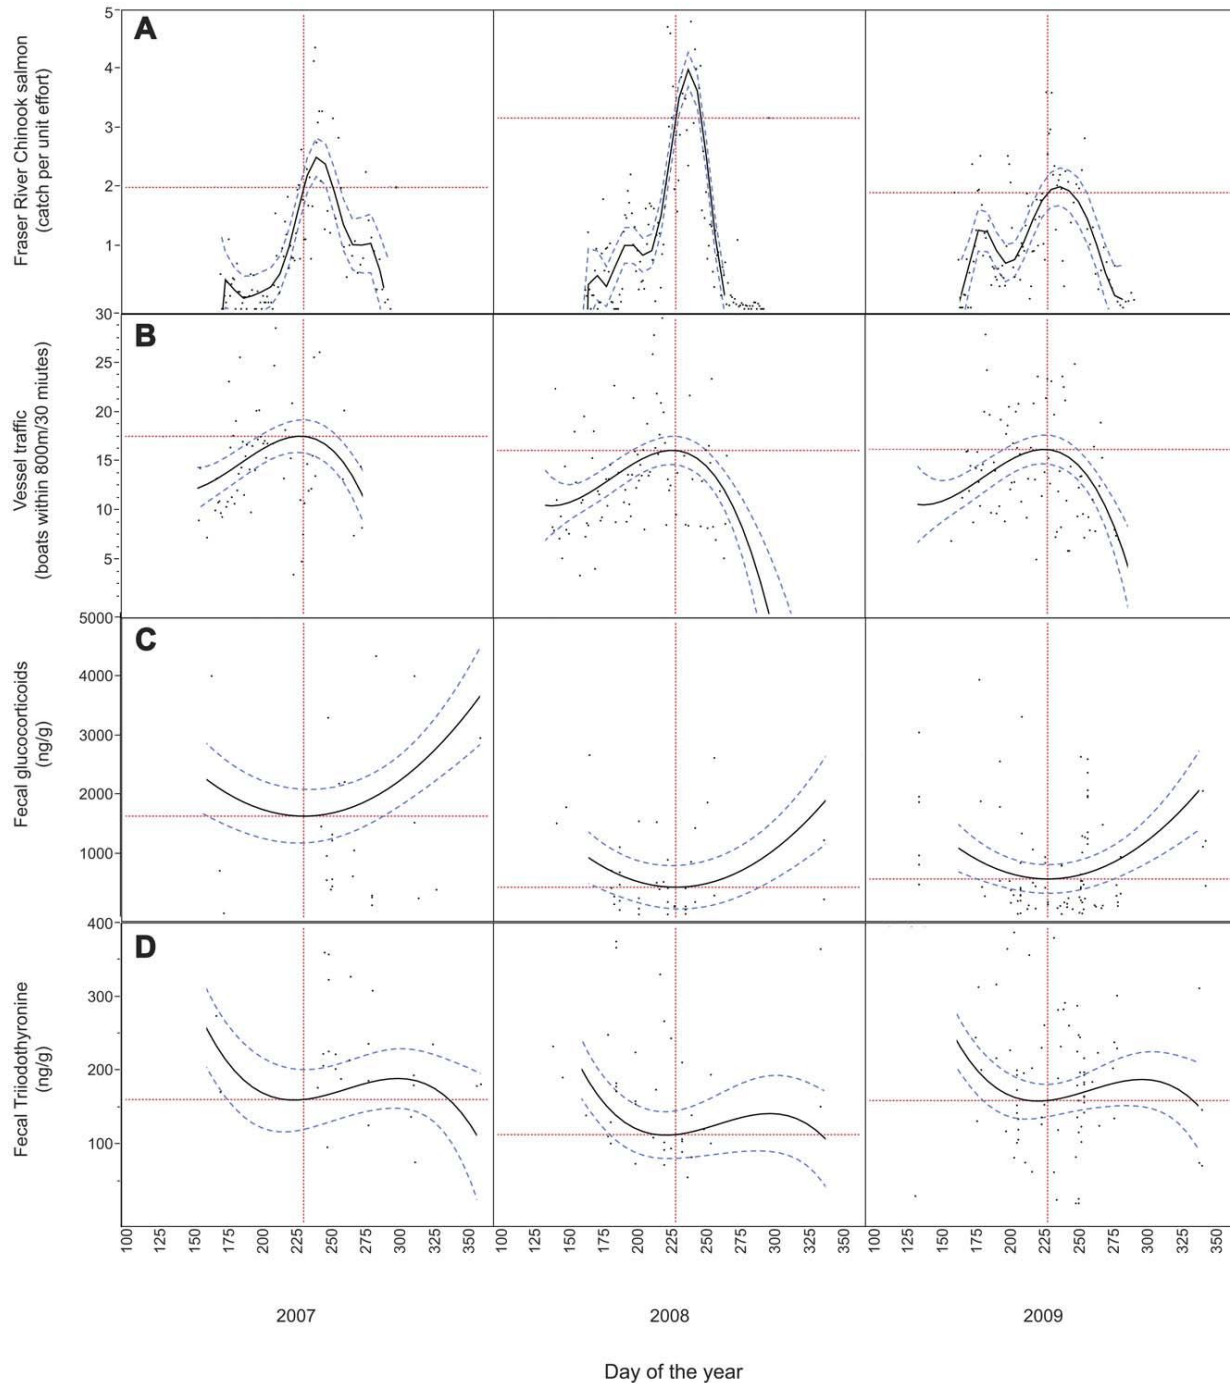 A
Fraser River Chinook salmon
(catch per unit effort)
5
4
3
2
1
B
Vessel traffic
(boats within 800m/30 miutes)
30
25
20
15
10
5
C
Fecal glucocorticoids
(ng/g)
5000
4000
3000
2000
1000
D
Fecal Triiodothyronine
(ng/g)
400
300
200
100
100 125 150 175 200 225 250 275 300 325 350
100 125 150 175 200 225 250 275 300 325 350
100 125 150 175 200 225 250 275 300 325 350
2007 2008 2009
Day of the year